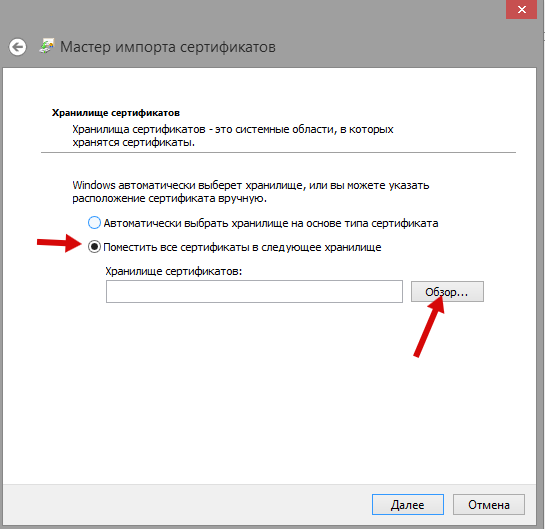 Мастер импорта сертификатов
Хранилище сертификатов
Хранилища сертификатов - это системные области, в которых
хранятся сертификаты.
Windows автоматически выберет хранилище, или вы можете указать
расположение сертификата вручную.
Автоматически выбрать хранилище на основе типа сертификата
Поместить все сертификаты в следующее хранилище
Хранилище сертификатов:
Обзор...
Далее
Отмена